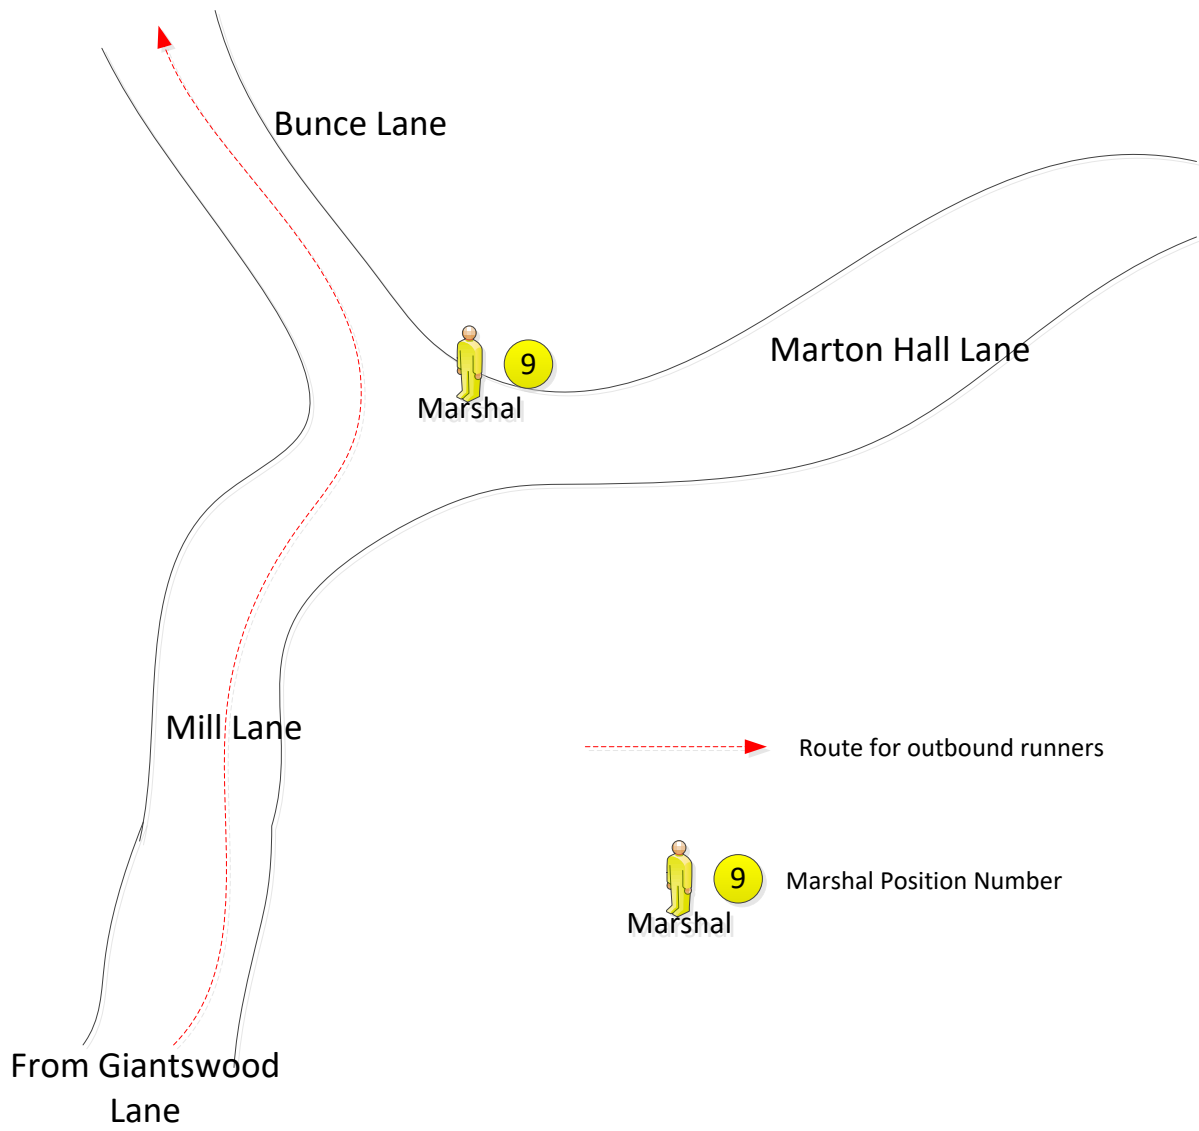 Bunce Lane
Marton Hall Lane
9
Marshal
Mill Lane
Route for outbound runners
9
Marshal Position Number
Marshal
From Giantswood
Lane